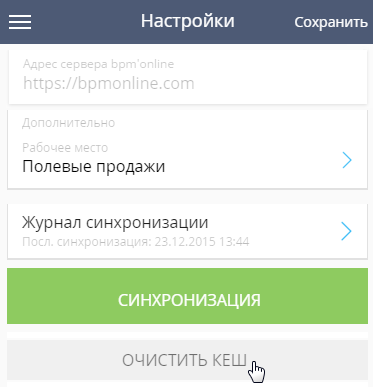 Настройки
Сохранить
Адрес сервера bpm'online
https://bpmonline.com
Дополнительно
Рабочее место
Полевые продажи
Журнал синхронизации
Посл. синхронизация: 23.12.2015 13:44
СИНХРОНИЗАЦИЯ
ОЧИСТИТЬ КЕШ